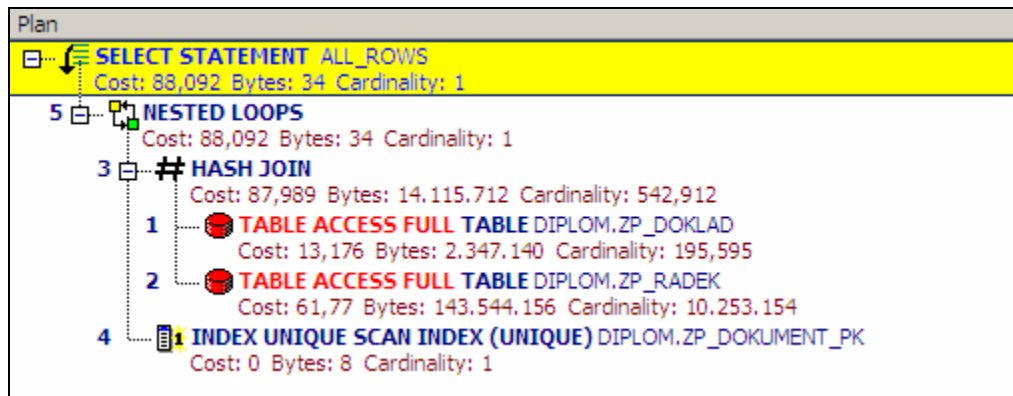 Plan
SELECT STATEMENT ALL_ROWS
Cost: 88,092 Bytes: 34 Cardinality: 1
5 NESTED LOOPS
Cost: 88,092 Bytes: 34 Cardinality: 1
3 HASH JOIN
Cost: 87,989 Bytes: 14.115.712 Cardinality: 542,912
1 TABLE ACCESS FULL TABLE DIPLOM.ZP_DOKLAD
Cost: 13,176 Bytes: 2.347.140 Cardinality: 195,595
2 TABLE ACCESS FULL TABLE DIPLOM.ZP_RADEK
Cost: 61,77 Bytes: 143.544.156 Cardinality: 10.253.154
4 INDEX UNIQUE SCAN INDEX (UNIQUE) DIPLOM.ZP_DOKUMENT_PK
Cost: 0 Bytes: 8 Cardinality: 1